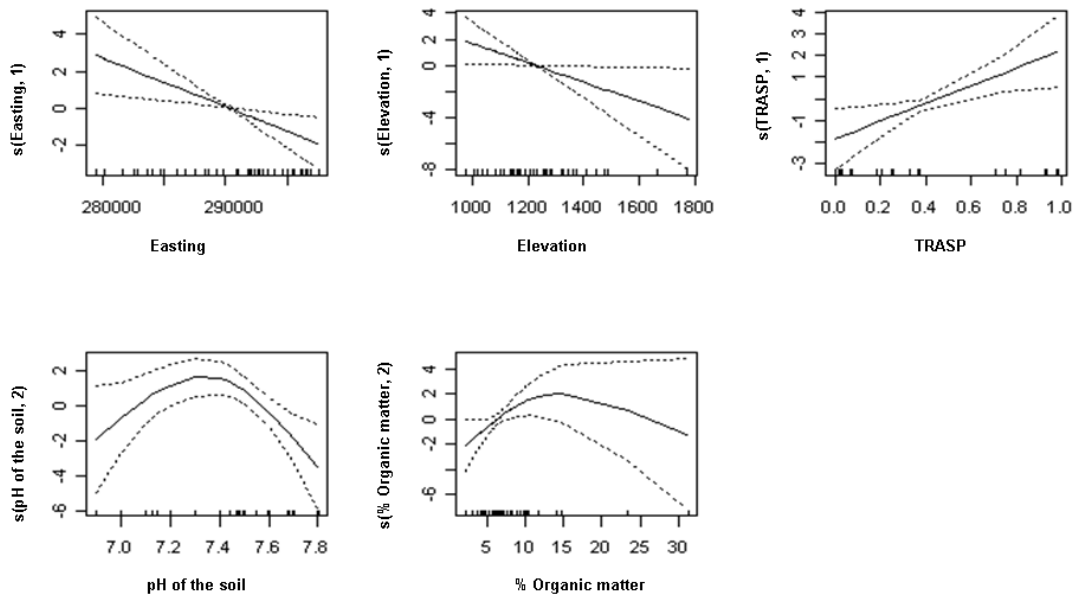 s(Easting, 1)
4
2
0
-2
280000 290000
Easting
s(Elevation, 1)
4
0
-4
-8
1000 1200 1400 1600 1800
Elevation
s(TRASP, 1)
4
3
1
-1
-3
0.0 0.2 0.4 0.6 0.8 1.0
TRASP
s(pH of the soil, 2)
2
0
-2
-4
-6
7.0 7.2 7.4 7.6 7.8
pH of the soil
s(% Organic matter, 2)
4
2
0
-2
-6
5 10 15 20 25 30
% Organic matter